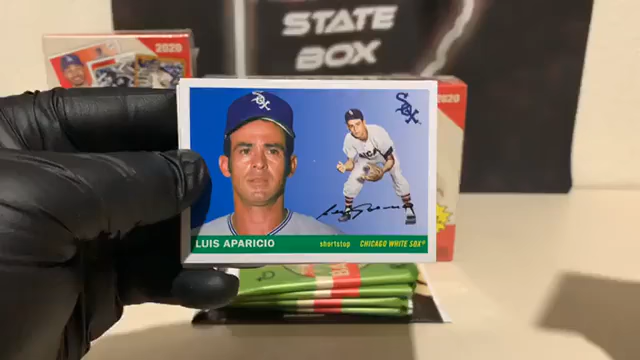 STATE
BOX
2020
2020
SOX
SOX
LUIS APARICIO
shortstop
CHICAGO WHITE SOX®